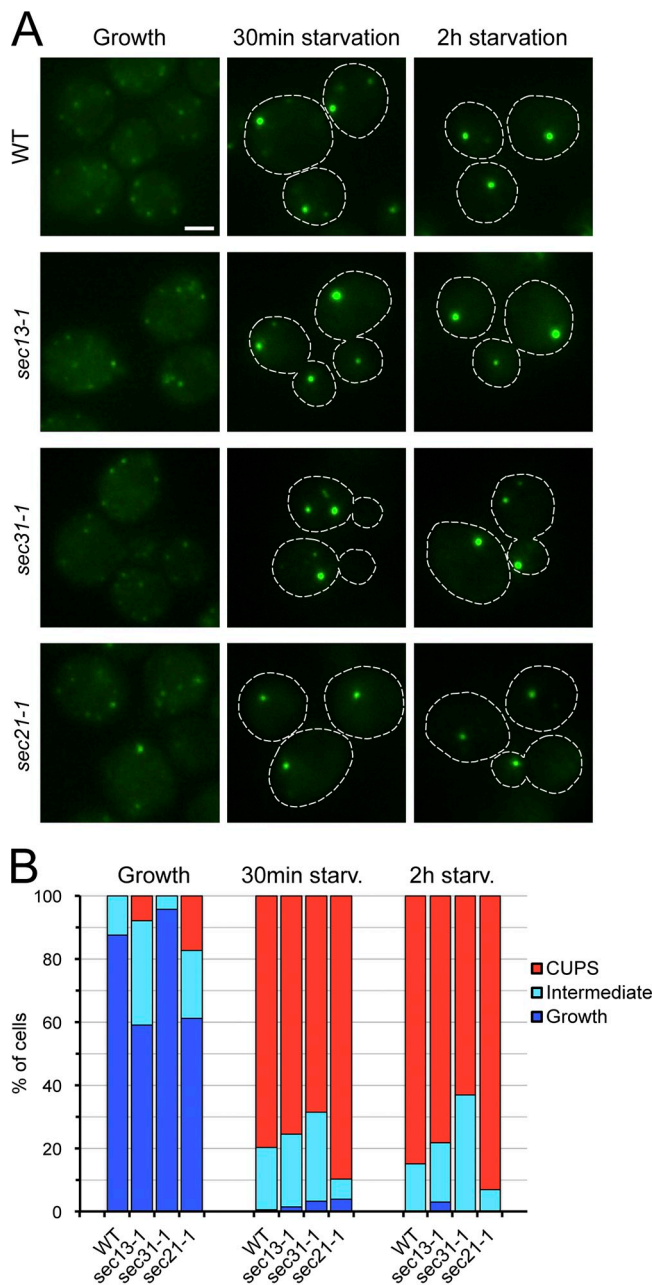 A
Growth 30min starvation 2h starvation
WT
sec13-1
sec31-1
sec21-1
B
Growth 30min starv. 2h starv.
100
80
60
40
20
0
% of cells
CUPS
Intermediate
Growth
WT sec13-1 sec31-1 sec21-1 WT sec13-1 sec31-1 sec21-1 WT sec13-1 sec31-1 sec21-1